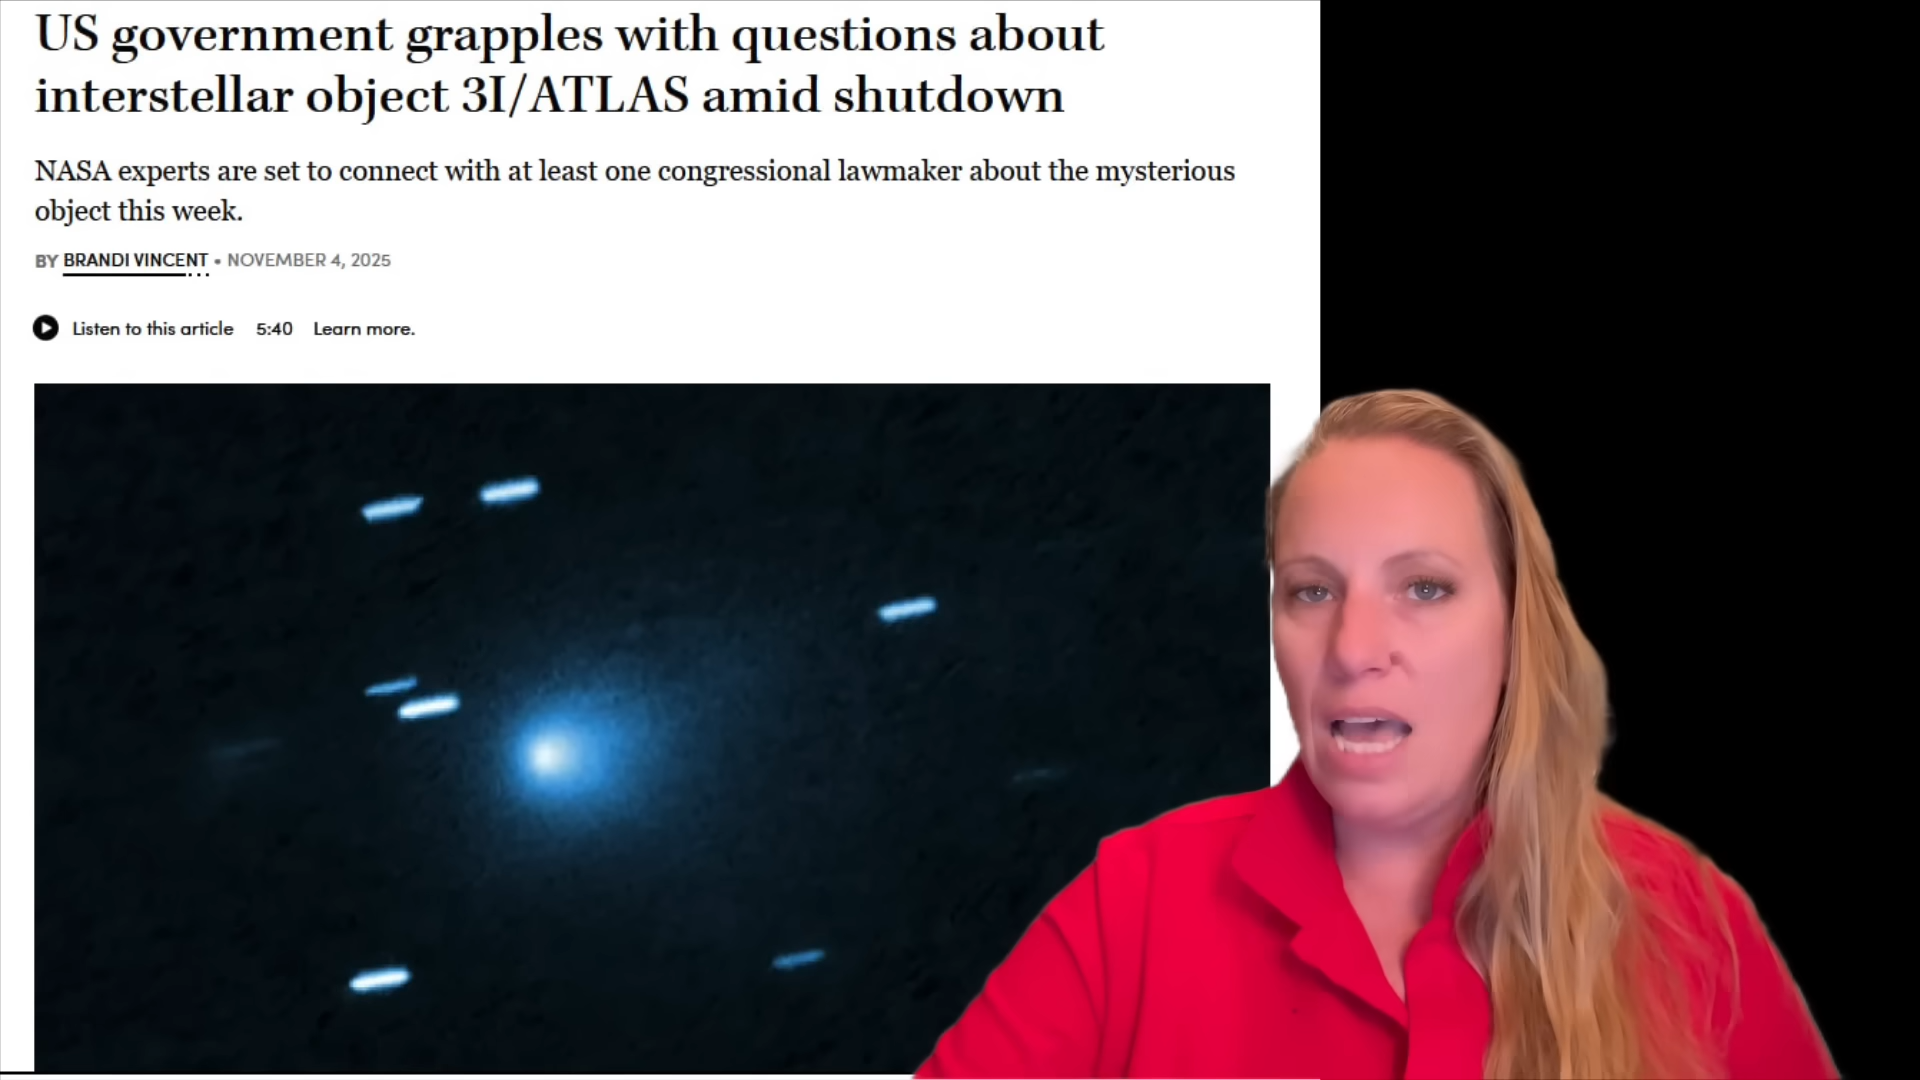 US government grapples with questions about
interstellar object 3I/ATLAS amid shutdown
NASA experts are set to connect with at least one congressional lawmaker about the mysterious
object this week.
BY BRANDI VINCENT • NOVEMBER 4, 2025
Listen to this article 5:40 Learn more.